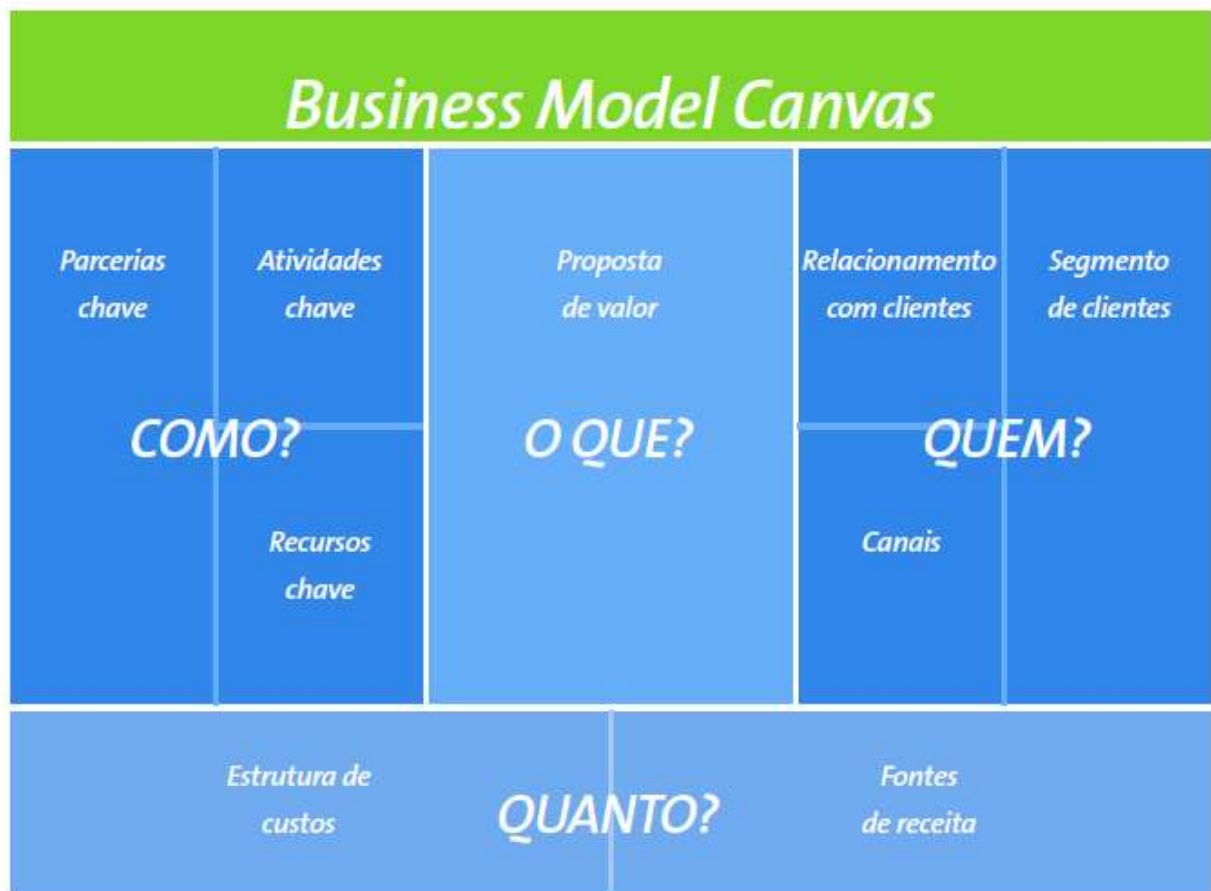 Business Model Canvas
Parcerias
chave
Atividades
chave
COMO?
Recursos
chave
Proposta
de valor
O QUE?
Relacionamento
com clientes
Segmento
de clientes
QUEM?
Canais
Estrutura de
custos
QUANTO?
Fontes
de receita